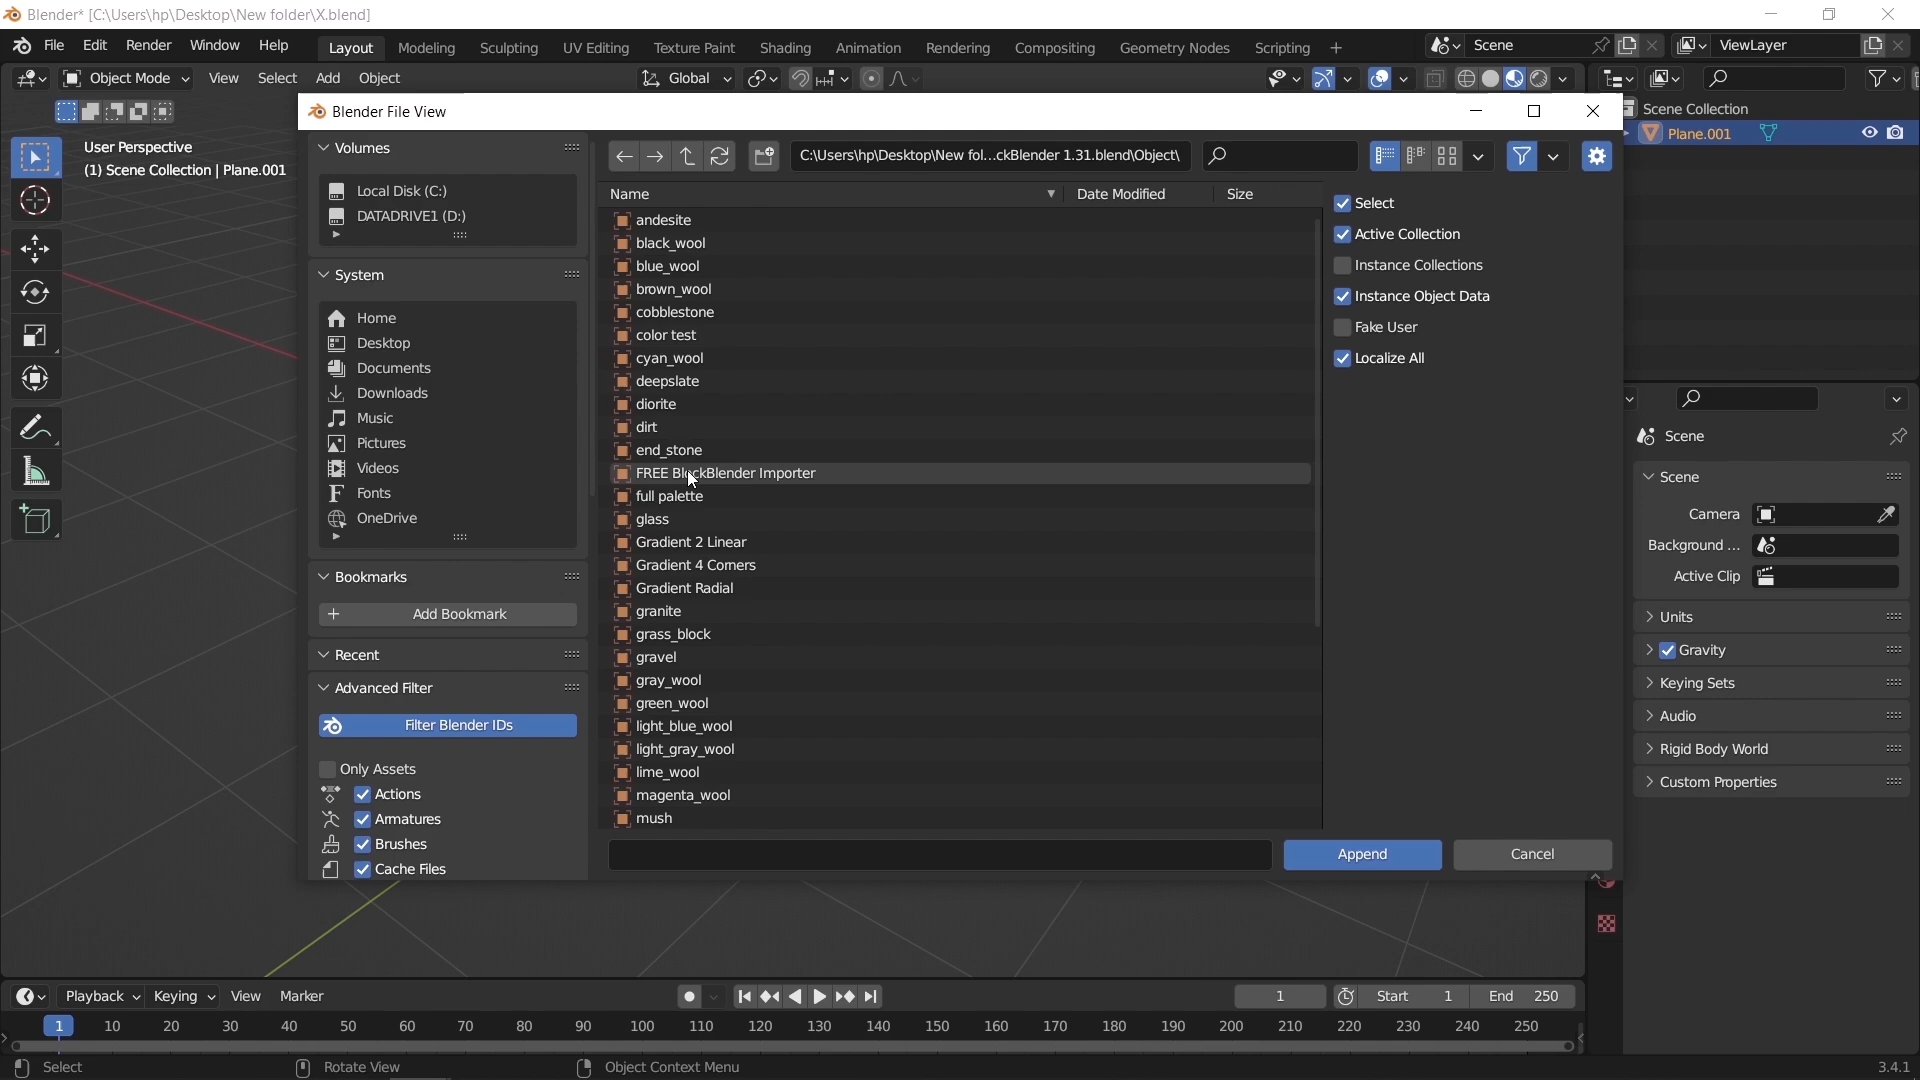 Blender* [C:\Users\hp\Desktop\New folder\X.blend]
File Edit Render Window Help Layout Modeling Sculpting UV Editing Texture Paint Shading Animation Rendering Compositing Geometry Nodes Scripting + Scene ViewLayer
Object Mode View Select Add Object Global
Blender File View
User Perspective
(1) Scene Collection | Plane.001
Scene Collection
Plane.001
Volumes
Local Disk (C:)
DATADRIVE1 (D:)
System
Home
Desktop
Documents
Downloads
Music
Pictures
Videos
Fonts
OneDrive
Bookmarks
Add Bookmark
Recent
Advanced Filter
Filter Blender IDs
Only Assets
Actions
Armatures
Brushes
Cache Files
C:\Users\hp\Desktop\New fol...ckBlender 1.31.blend\Object\
Name Date Modified Size
andesite
black_wool
blue_wool
brown_wool
cobblestone
color test
cyan_wool
deepslate
diorite
dirt
end_stone
FREE BlockBlender Importer
full palette
glass
Gradient 2 Linear
Gradient 4 Corners
Gradient Radial
granite
grass_block
gravel
gray_wool
green_wool
light_blue_wool
light_gray_wool
lime_wool
magenta_wool
mush
Select
Active Collection
Instance Collections
Instance Object Data
Fake User
Localize All
Append Cancel
Scene
Scene
Camera
Background ...
Active Clip
Units
Gravity
Keying Sets
Audio
Rigid Body World
Custom Properties
Playback Keying View Marker 1 Start 1 End 250
1 10 20 30 40 50 60 70 80 90 100 110 120 130 140 150 160 170 180 190 200 210 220 230 240 250
Select Rotate View Object Context Menu 3.4.1